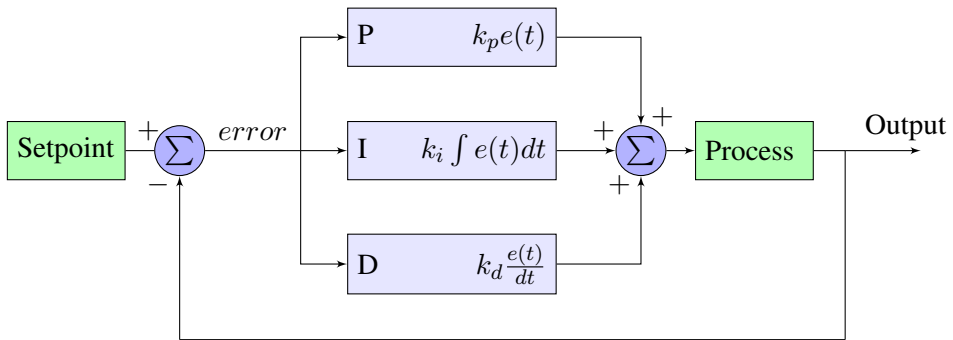 P k_p e(t)
Setpoint
+
−
∑
error
I k_i ∫ e(t)dt
+
+
+
∑
Process
Output
D k_d e(t)/dt